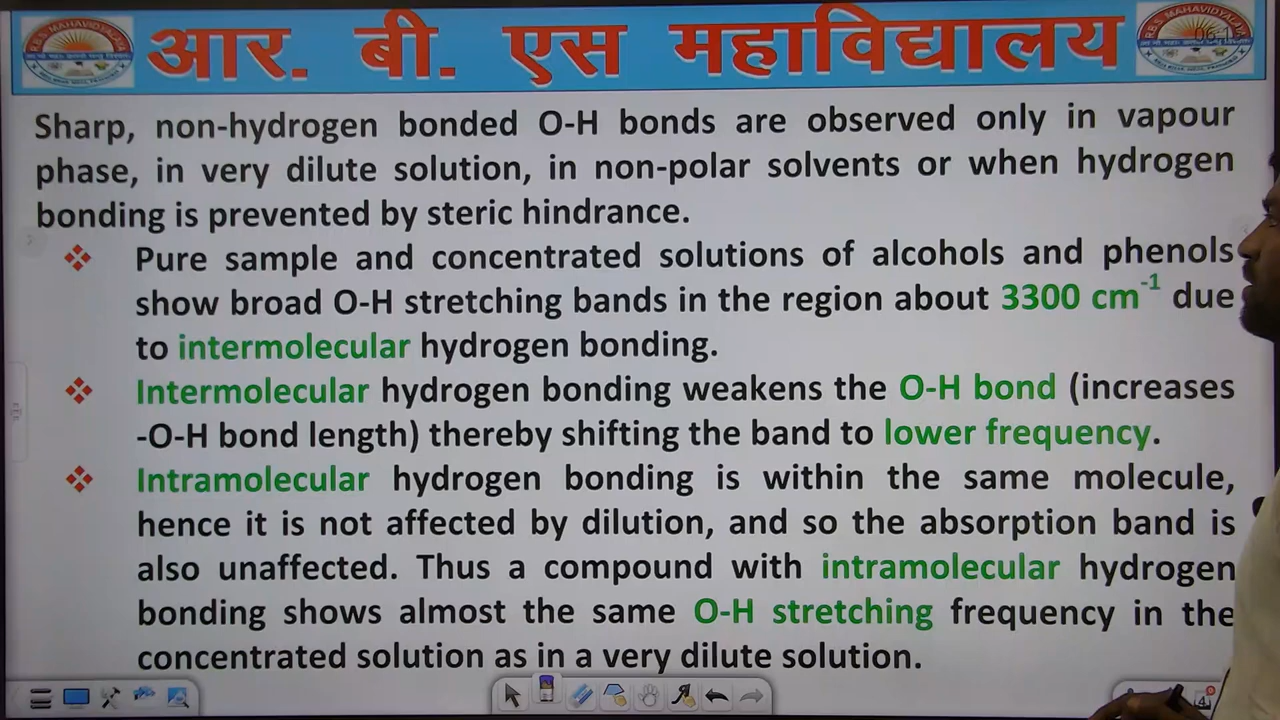 आर. बी. एस महाविद्यालय
Sharp, non-hydrogen bonded O-H bonds are observed only in vapour
phase, in very dilute solution, in non-polar solvents or when hydrogen
bonding is prevented by steric hindrance.
❖ Pure sample and concentrated solutions of alcohols and phenols
show broad O-H stretching bands in the region about 3300 cm⁻¹ due
to intermolecular hydrogen bonding.
❖ Intermolecular hydrogen bonding weakens the O-H bond (increases
-O-H bond length) thereby shifting the band to lower frequency.
❖ Intramolecular hydrogen bonding is within the same molecule,
hence it is not affected by dilution, and so the absorption band is
also unaffected. Thus a compound with intramolecular hydrogen
bonding shows almost the same O-H stretching frequency in the
concentrated solution as in a very dilute solution.